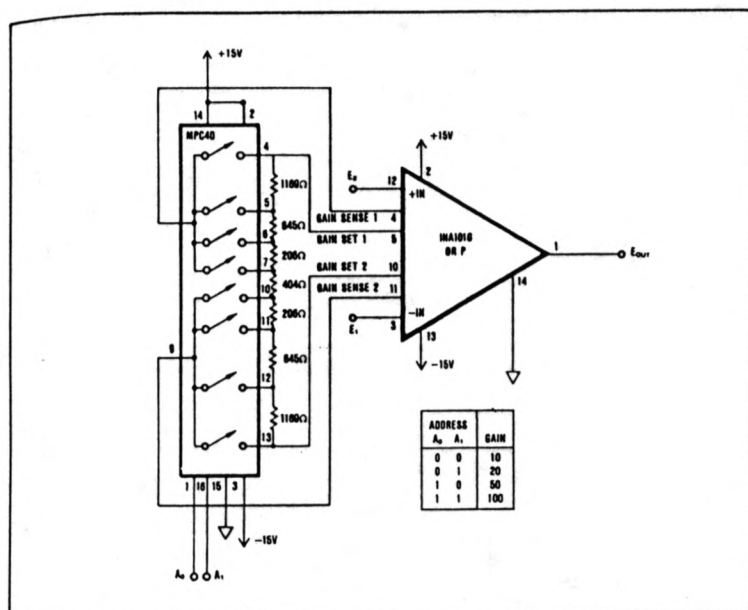 +15V
14
2
MPC4D
4
1169Ω
5
645Ω
6
206Ω
7
404Ω
10
206Ω
11
645Ω
12
1169Ω
13
9
1 16 15 3
-15V
A₀ A₁
+15V
2
E₂
12
+IN
GAIN SENSE 1
4
GAIN SET 1
5
INA101G
OR P
1
EOUT
GAIN SET 2
10
GAIN SENSE 2
11
14
-IN
E₁
3
13
-15V
ADDRESS
A₀ A₁ GAIN
0 0 10
0 1 20
1 0 50
1 1 100